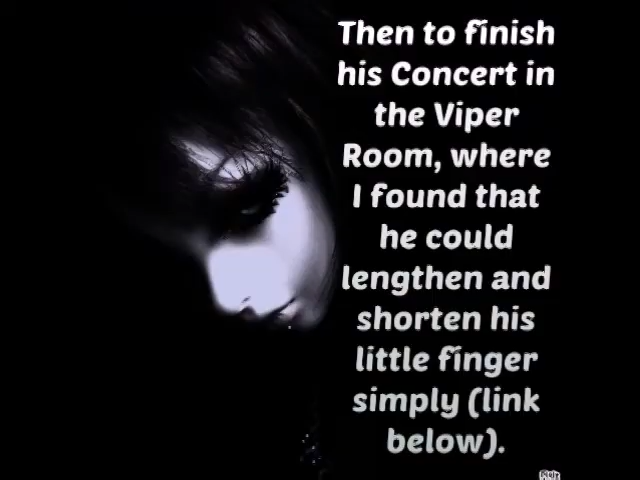 Then to finish
his Concert in
the Viper
Room, where
I found that
he could
lengthen and
shorten his
little finger
simply (link
below).